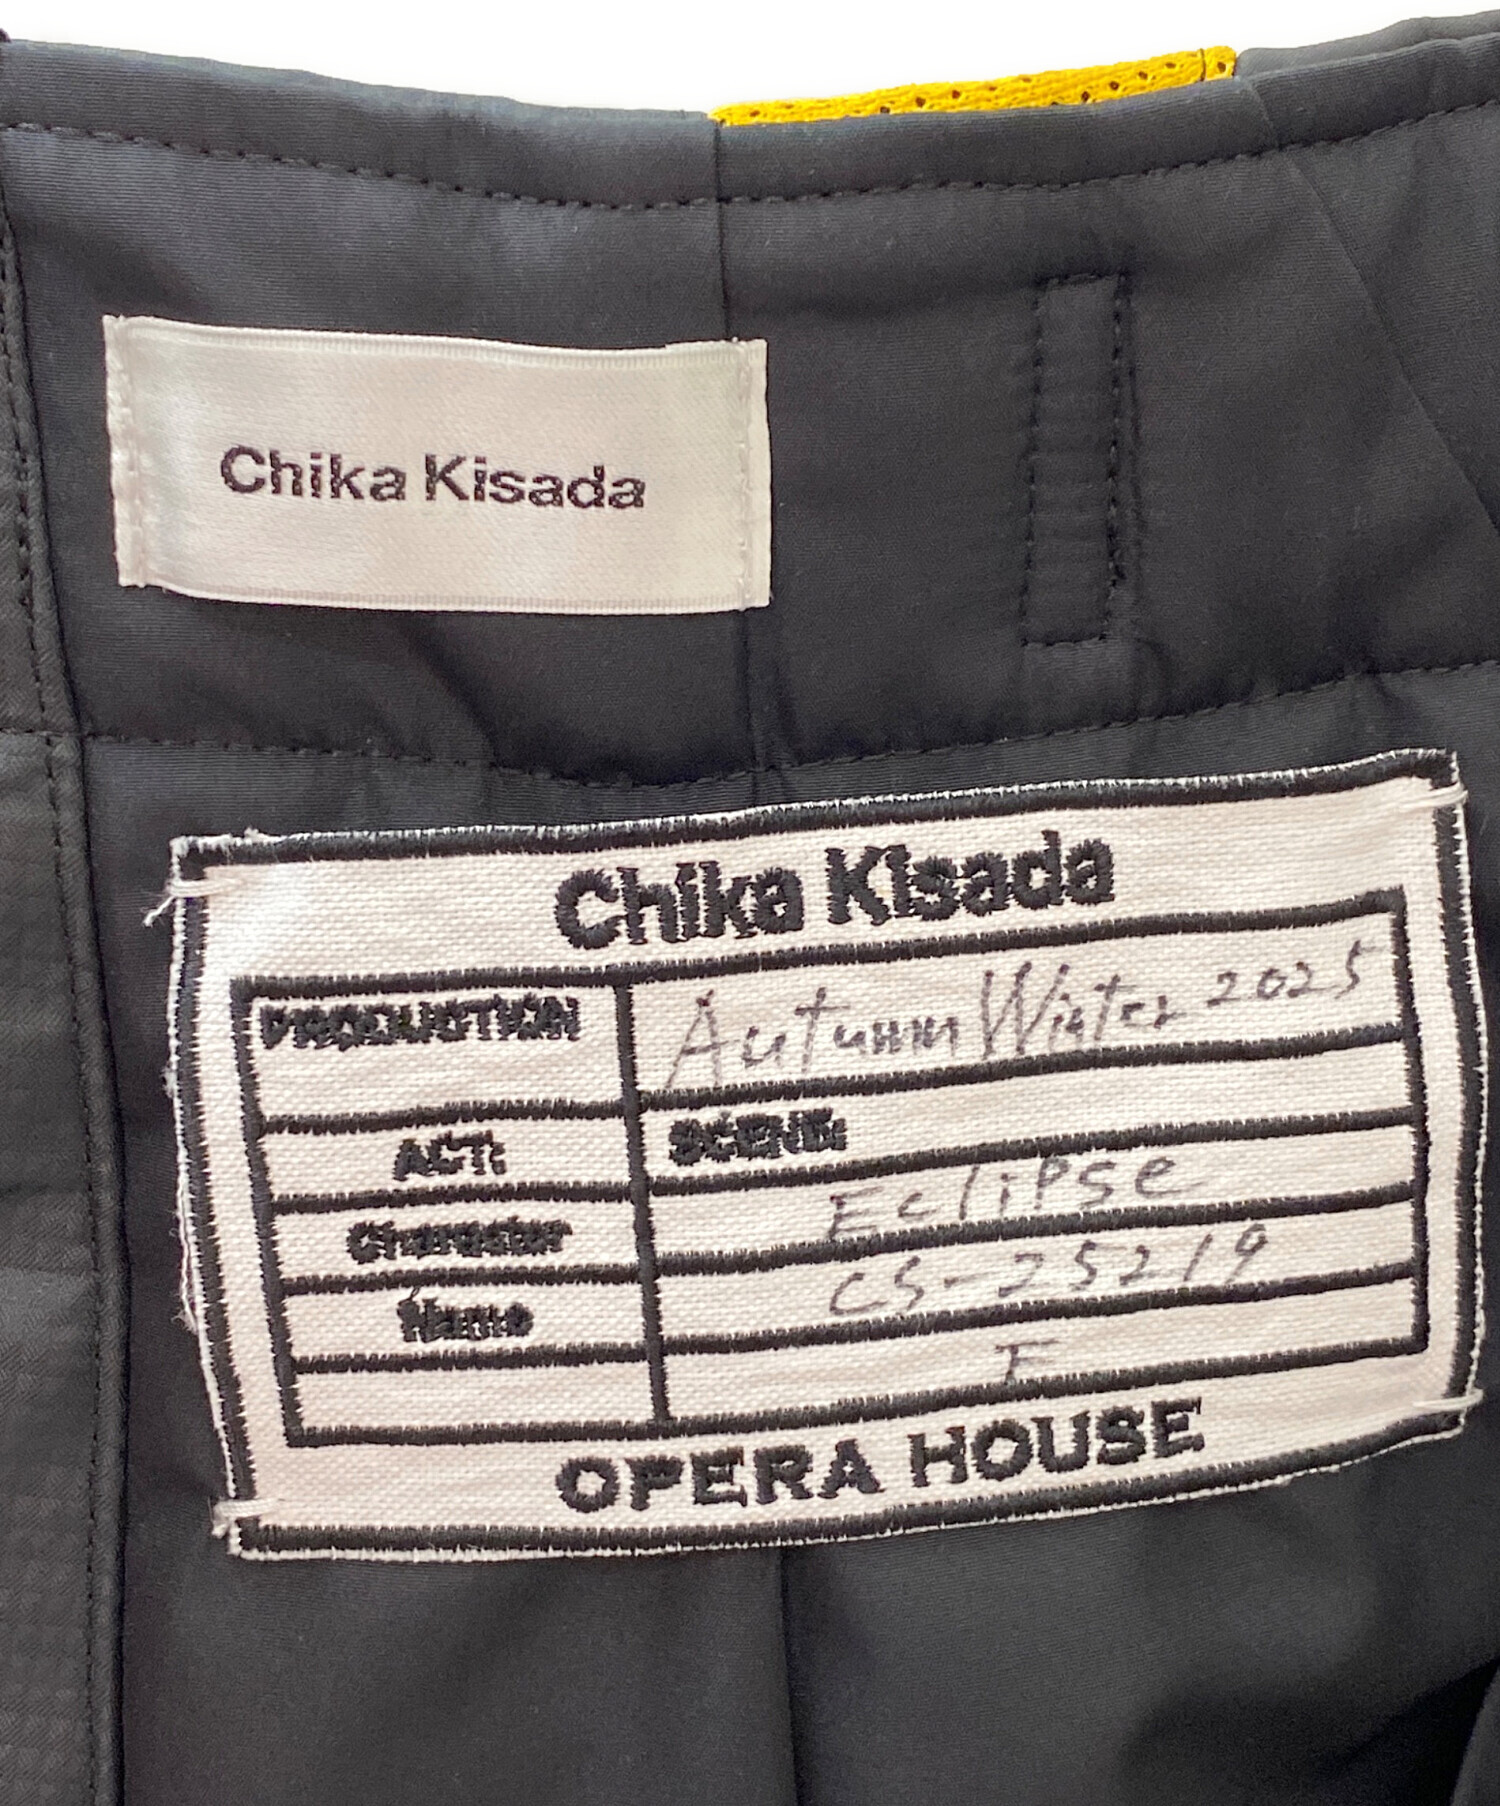 Chika Kisada
Chika Kisada
PRODUCTION
Autumn Winter 2025
ACT:
SCENE:
Character
Eclipse
Name
CS-25219
F
OPERA HOUSE